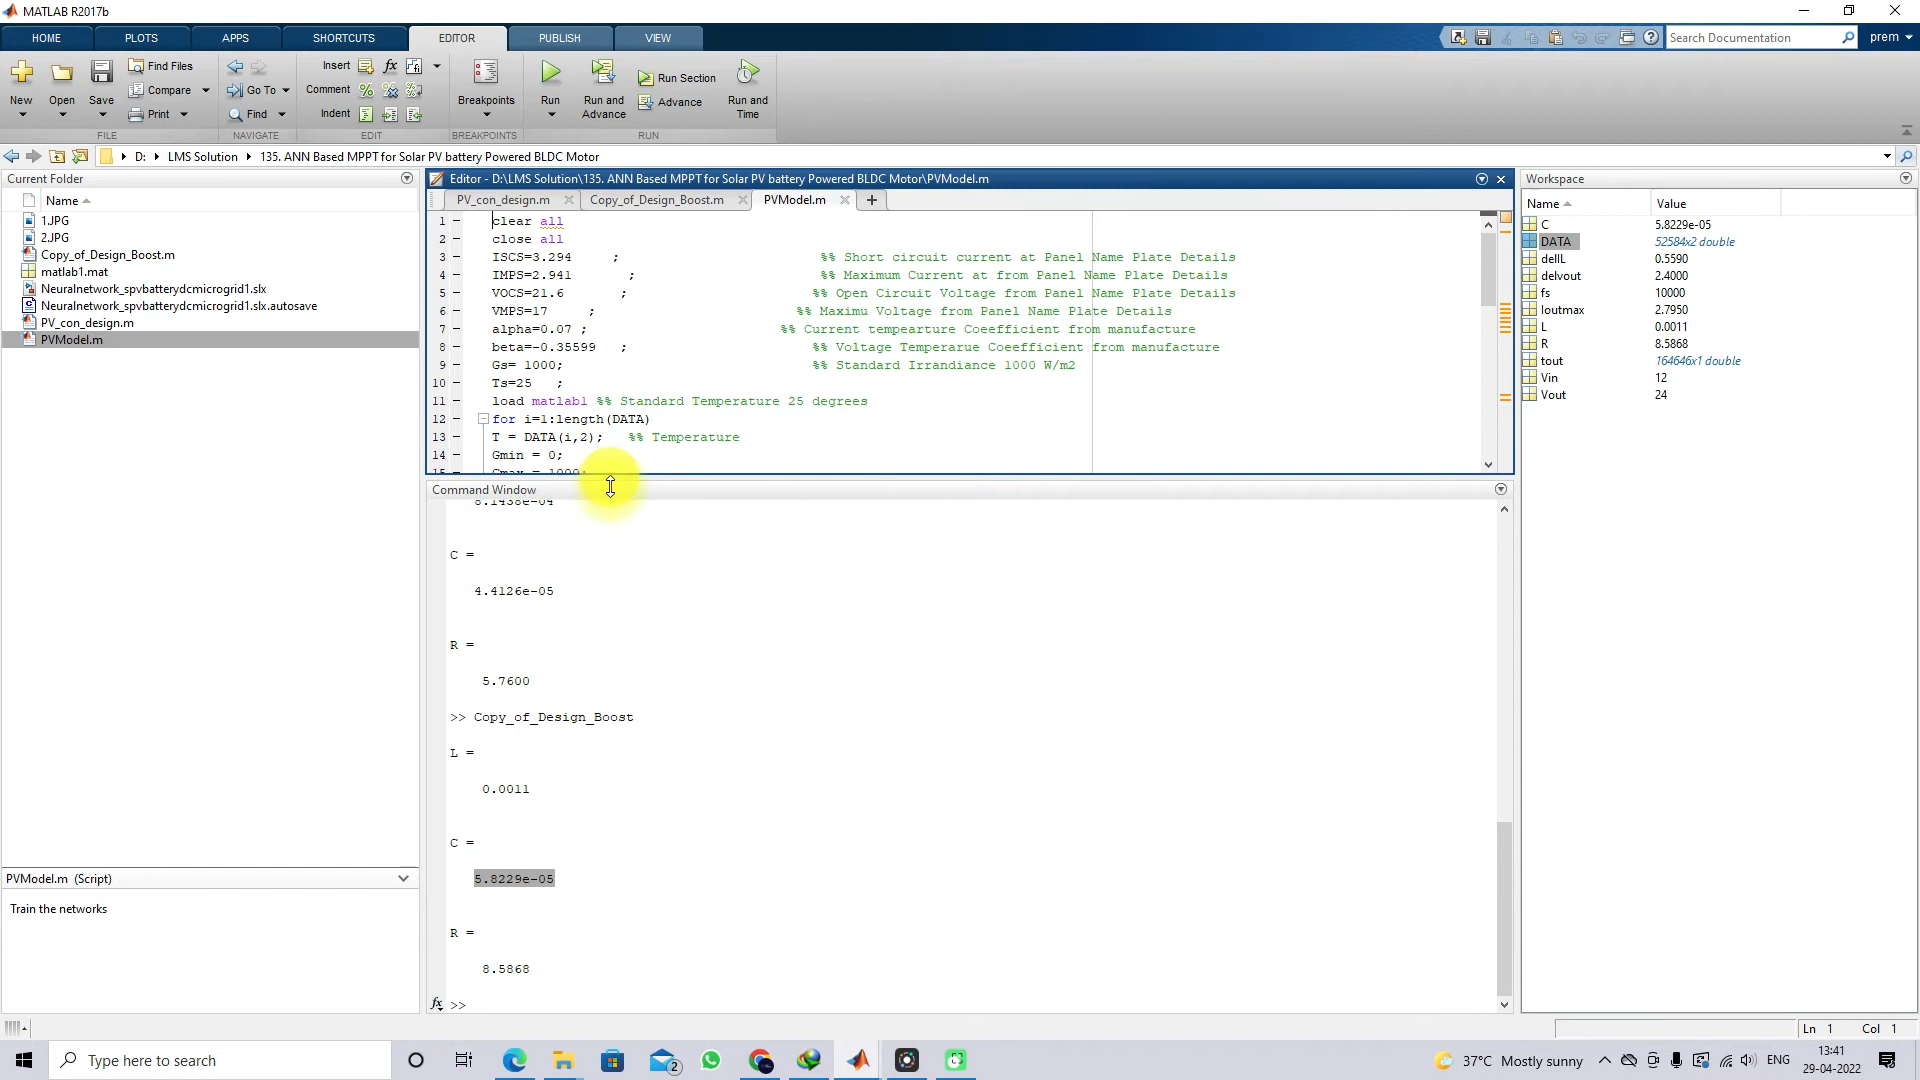 MATLAB R2017b
HOME PLOTS APPS SHORTCUTS EDITOR PUBLISH VIEW Search Documentation prem
New Open Save Find Files Compare Print Go To Find Insert fx Comment Indent Breakpoints Run Run and Advance Run Section Advance Run and Time
FILE NAVIGATE EDIT BREAKPOINTS RUN
D: LMS Solution 135. ANN Based MPPT for Solar PV battery Powered BLDC Motor
Current Folder
Name
1.JPG
2.JPG
Copy_of_Design_Boost.m
matlab1.mat
Neuralnetwork_spvbatterydcmicrogrid1.slx
Neuralnetwork_spvbatterydcmicrogrid1.slx.autosave
PV_con_design.m
PVModel.m
PVModel.m (Script)
Train the networks
Editor - D:\LMS Solution\135. ANN Based MPPT for Solar PV battery Powered BLDC Motor\PVModel.m
PV_con_design.m Copy_of_Design_Boost.m PVModel.m
1 clear all
2 close all
3 ISCS=3.294 ; %% Short circuit current at Panel Name Plate Details
4 IMPS=2.941 ; %% Maximum Current at from Panel Name Plate Details
5 VOCS=21.6 ; %% Open Circuit Voltage from Panel Name Plate Details
6 VMPS=17 ; %% Maximu Voltage from Panel Name Plate Details
7 alpha=0.07 ; %% Current tempearture Coeefficient from manufacture
8 beta=-0.35599 ; %% Voltage Temperarue Coeefficient from manufacture
9 Gs= 1000; %% Standard Irrandiance 1000 W/m2
10 Ts=25 ;
11 load matlab1 %% Standard Temperature 25 degrees
12 for i=1:length(DATA)
13 T = DATA(i,2); %% Temperature
14 Gmin = 0;
15 Gmax = 1000;
Command Window
8.1438e-04
C =
4.4126e-05
R =
5.7600
>> Copy_of_Design_Boost
L =
0.0011
C =
5.8229e-05
R =
8.5868
fx >>
Workspace
Name Value
C 5.8229e-05
DATA 52584x2 double
delIL 0.5590
delvout 2.4000
fs 10000
Ioutmax 2.7950
L 0.0011
R 8.5868
tout 164646x1 double
Vin 12
Vout 24
Ln 1 Col 1
Type here to search
2
37°C Mostly sunny
ENG
13:41
29-04-2022